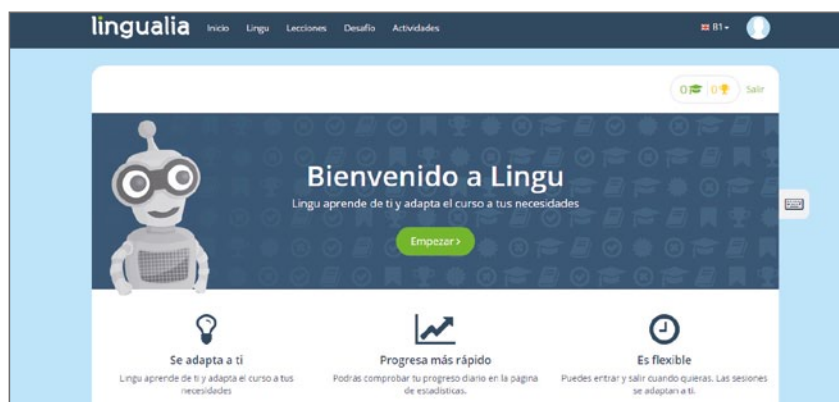 lingualia Inicio Lingu Lecciones Desafío Actividades B1
0 0 Salir
Bienvenido a Lingu
Lingu aprende de ti y adapta el curso a tus necesidades
Empezar >
Se adapta a ti
Lingu aprende de ti y adapta el curso a tus
necesidades
Progresa más rápido
Podrás comprobar tu progreso diario en la pagina
de estadísticas.
Es flexible
Puedes entrar y salir cuando quieras. Las sesiones
se adaptan a ti.